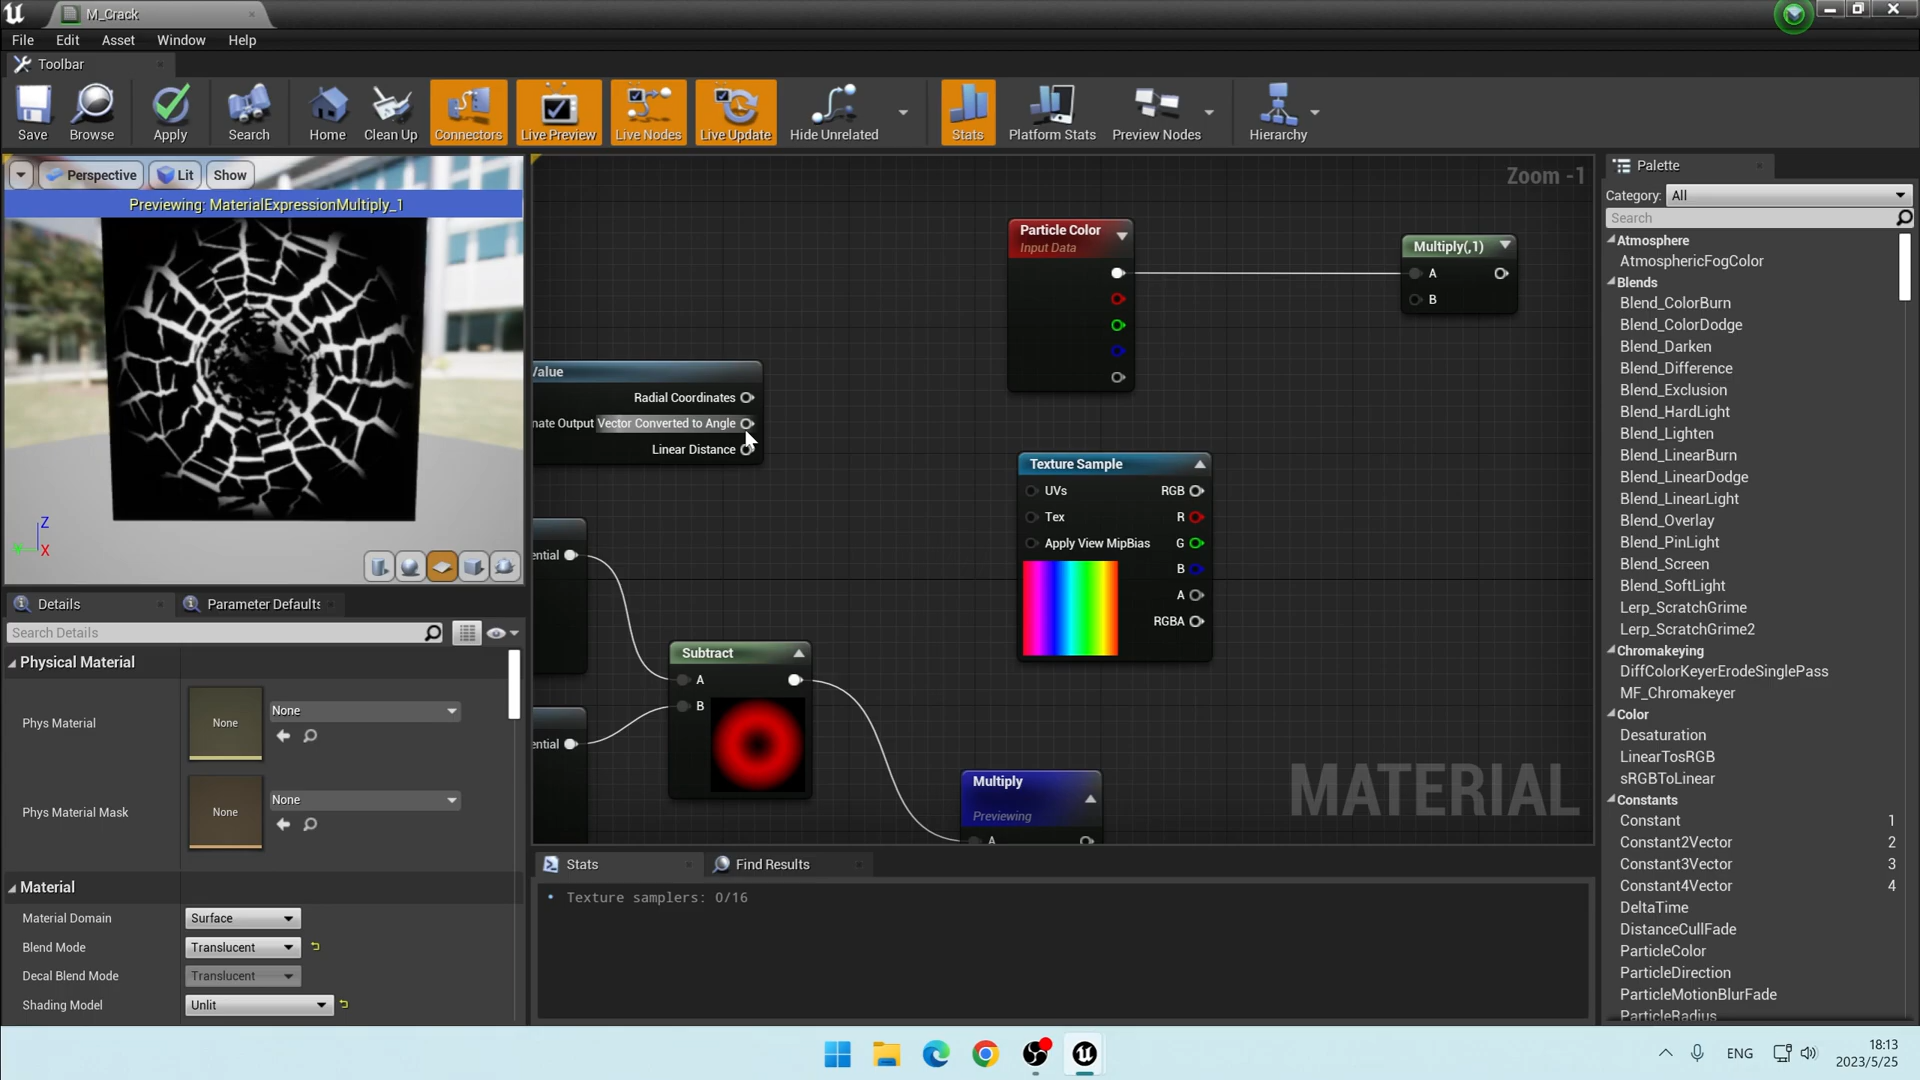 M_Crack
File Edit Asset Window Help
Toolbar
Save Browse Apply Search Home Clean Up Connectors Live Preview Live Nodes Live Update Hide Unrelated Stats Platform Stats Preview Nodes Hierarchy
Perspective Lit Show
Previewing: MaterialExpressionMultiply_1
Z
X
Details Parameter Defaults
Search Details
Physical Material
Phys Material None None
Phys Material Mask None None
Material
Material Domain Surface
Blend Mode Translucent
Decal Blend Mode Translucent
Shading Model Unlit
Zoom -1
Particle Color
Input Data
Multiply(,1)
A
B
Value
Radial Coordinates
nate Output Vector Converted to Angle
Linear Distance
Texture Sample
UVs RGB
Tex R
Apply View MipBias G
B
A
RGBA
ential
ential
Subtract
A
B
Multiply
Previewing
A
MATERIAL
Stats Find Results
• Texture samplers: 0/16
Palette
Category: All
Search
Atmosphere
AtmosphericFogColor
Blends
Blend_ColorBurn
Blend_ColorDodge
Blend_Darken
Blend_Difference
Blend_Exclusion
Blend_HardLight
Blend_Lighten
Blend_LinearBurn
Blend_LinearDodge
Blend_LinearLight
Blend_Overlay
Blend_PinLight
Blend_Screen
Blend_SoftLight
Lerp_ScratchGrime
Lerp_ScratchGrime2
Chromakeying
DiffColorKeyerErodeSinglePass
MF_Chromakeyer
Color
Desaturation
LinearTosRGB
sRGBToLinear
Constants
Constant 1
Constant2Vector 2
Constant3Vector 3
Constant4Vector 4
DeltaTime
DistanceCullFade
ParticleColor
ParticleDirection
ParticleMotionBlurFade
ParticleRadius
ENG
18:13
2023/5/25